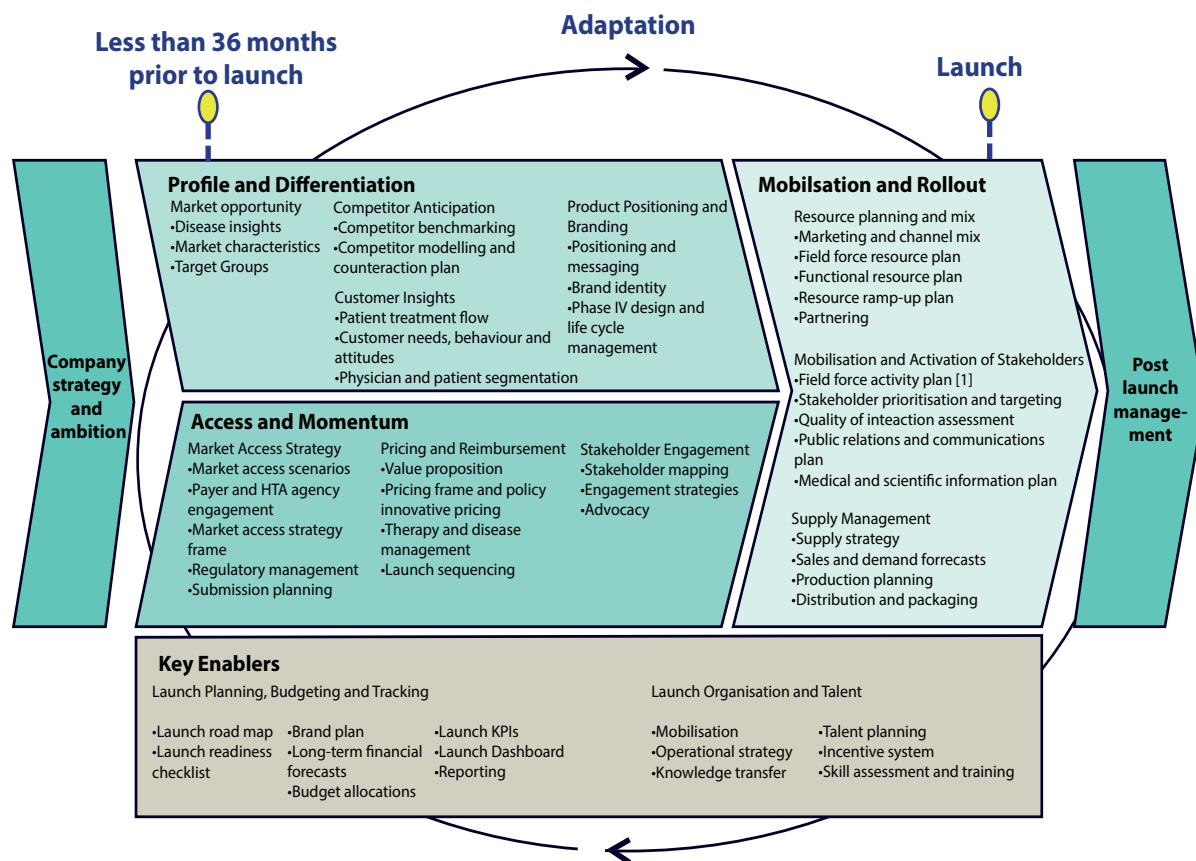 Adaptation
Less than 36 months
prior to launch
Launch
Company
strategy
and
ambition
Profile and Differentiation
Market opportunity
•Disease insights
•Market characteristics
•Target Groups
Competitor Anticipation
•Competitor benchmarking
•Competitor modelling and
counteraction plan
Customer Insights
•Patient treatment flow
•Customer needs, behaviour and
attitudes
•Physician and patient segmentation
Product Positioning and
Branding
•Positioning and
messaging
•Brand identity
•Phase IV design and
life cycle
management
Access and Momentum
Market Access Strategy
•Market access scenarios
•Payer and HTA agency
engagement
•Market access strategy
frame
•Regulatory management
•Submission planning
Pricing and Reimbursement
•Value proposition
•Pricing frame and policy
innovative pricing
•Therapy and disease
management
•Launch sequencing
Stakeholder Engagement
•Stakeholder mapping
•Engagement strategies
•Advocacy
Mobilsation and Rollout
Resource planning and mix
•Marketing and channel mix
•Field force resource plan
•Functional resource plan
•Resource ramp-up plan
•Partnering
Mobilisation and Activation of Stakeholders
•Field force activity plan [1]
•Stakeholder prioritisation and targeting
•Quality of inteaction assessment
•Public relations and communications
plan
•Medical and scientific information plan
Supply Management
•Supply strategy
•Sales and demand forrecasts
•Production planning
•Distribution and packaging
Post
launch
manage-
ment
Key Enablers
Launch Planning, Budgeting and Tracking
•Launch road map
•Launch readiness
checklist
•Brand plan
•Long-term financial
forecasts
•Budget allocations
•Launch KPIs
•Launch Dashboard
•Reporting
Launch Organisation and Talent
•Mobilisation
•Operational strategy
•Knowledge transfer
•Talent planning
•Incentive system
•Skill assessment and training